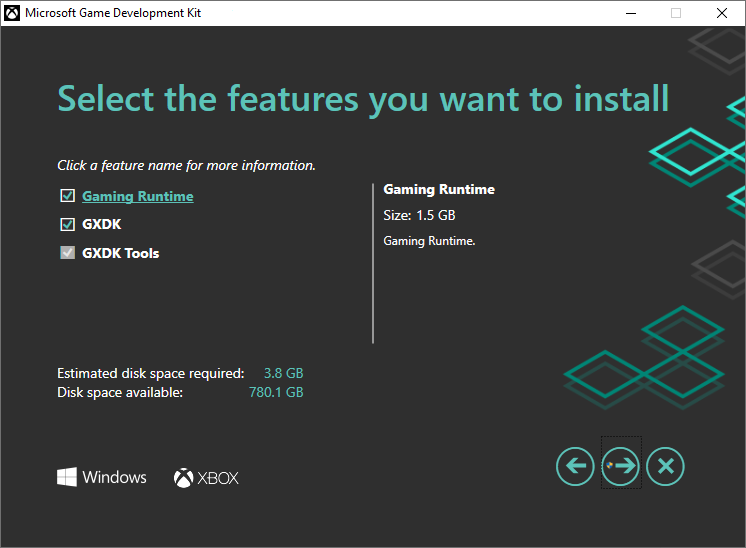 Microsoft Game Development Kit
Select the features you want to install
Click a feature name for more information.
Gaming Runtime
GXDK
GXDK Tools
Gaming Runtime
Size: 1.5 GB
Gaming Runtime.
Estimated disk space required: 3.8 GB
Disk space available: 780.1 GB
Windows
XBOX